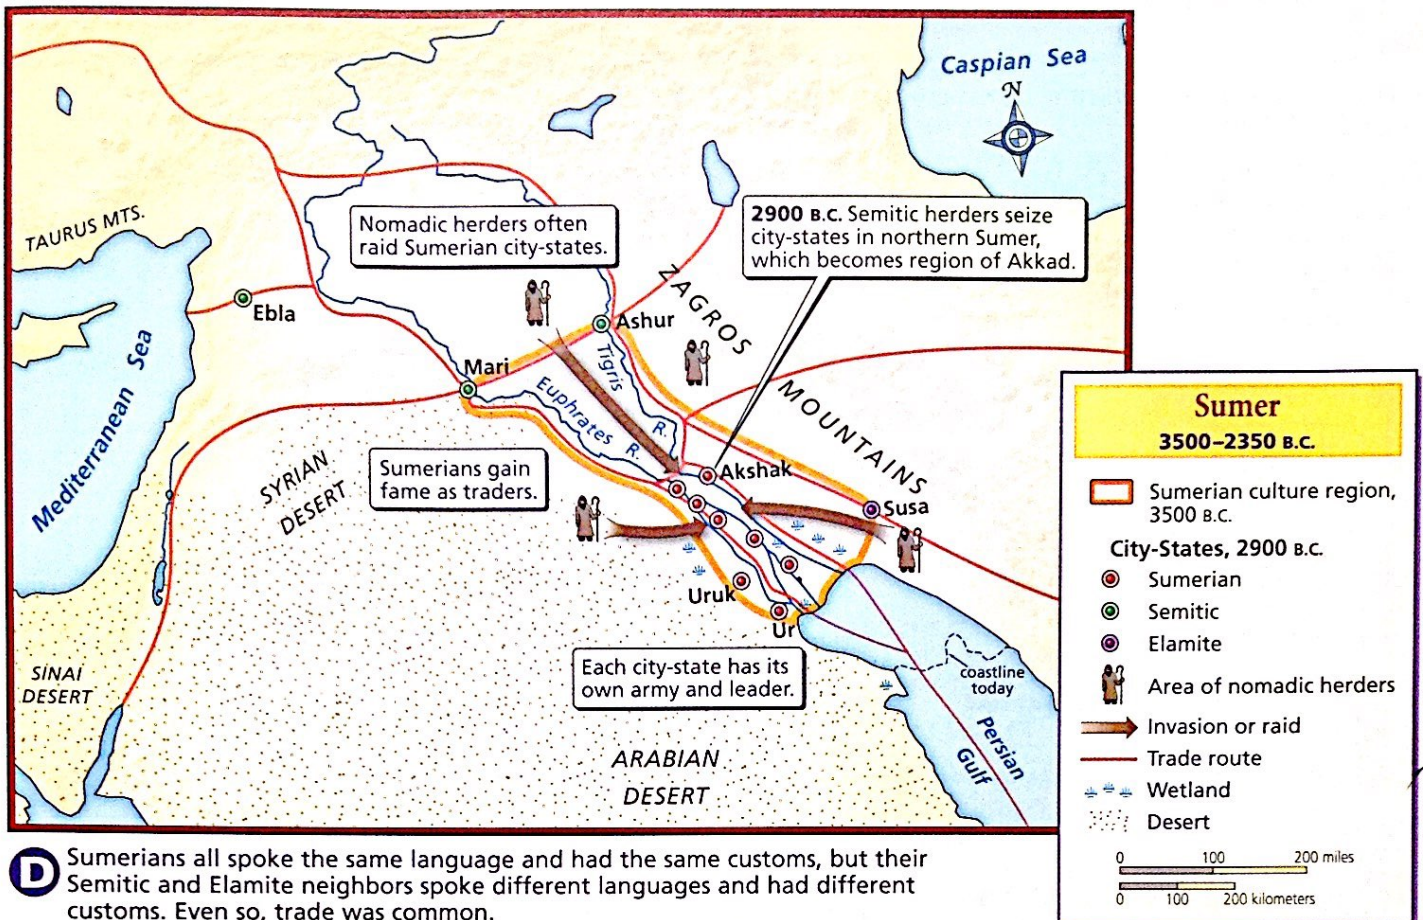 Caspian Sea
N
TAURUS MTS.
Nomadic herders often
raid Sumerian city-states.
2900 B.C. Semitic herders seize
city-states in northern Sumer,
which becomes region of Akkad.
ZAGROS
MOUNTAINS
Ebla
Ashur
Mari
Tigris
R.
Euphrates
R.
Mediterranean Sea
SYRIAN
DESERT
Sumerians gain
fame as traders.
Akshak
Susa
Uruk
Ur
Each city-state has its
own army and leader.
SINAI
DESERT
ARABIAN
DESERT
coastline
today
Persian
Gulf
Sumer
3500–2350 B.C.
Sumerian culture region,
3500 B.C.
City-States, 2900 B.C.
Sumerian
Semitic
Elamite
Area of nomadic herders
Invasion or raid
Trade route
Wetland
Desert
0 100 200 miles
0 100 200 kilometers
D Sumerians all spoke the same language and had the same customs, but their
Semitic and Elamite neighbors spoke different languages and had different
customs. Even so, trade was common.